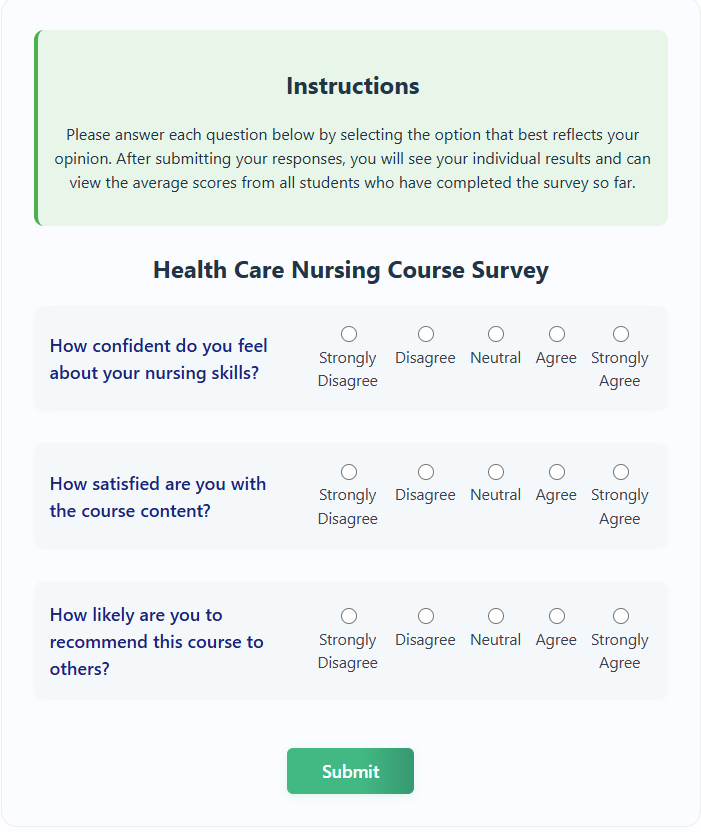 Instructions
Please answer each question below by selecting the option that best reflects your
opinion. After submitting your responses, you will see your individual results and can
view the average scores from all students who have completed the survey so far.
Health Care Nursing Course Survey
How confident do you feel
about your nursing skills?
Strongly Disagree Neutral Agree Strongly
Disagree Agree
How satisfied are you with
the course content?
Strongly Disagree Neutral Agree Strongly
Disagree Agree
How likely are you to
recommend this course to
others?
Strongly Disagree Neutral Agree Strongly
Disagree Agree
Submit